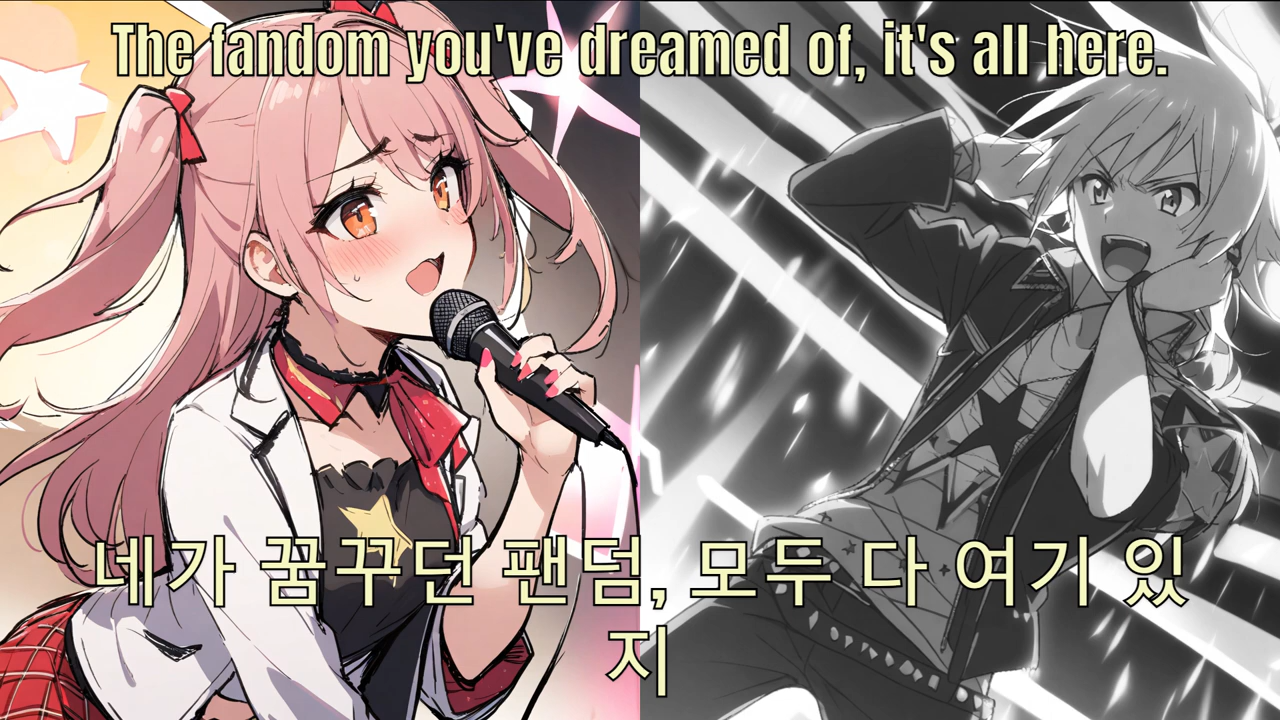 The fandom you've dreamed of, it's all here.
네가 꿈꾸던 팬덤, 모두 다 여기 있
지